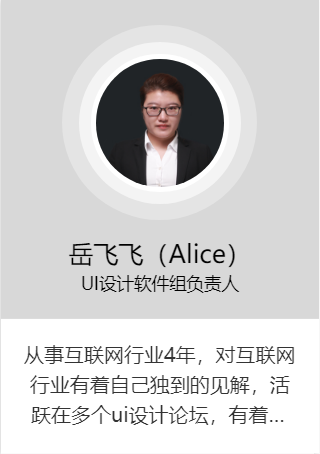 岳飞飞（Alice）
UI设计软件组负责人
从事互联网行业4年，对互联网
行业有着自己独到的见解，活
跃在多个ui设计论坛，有着...